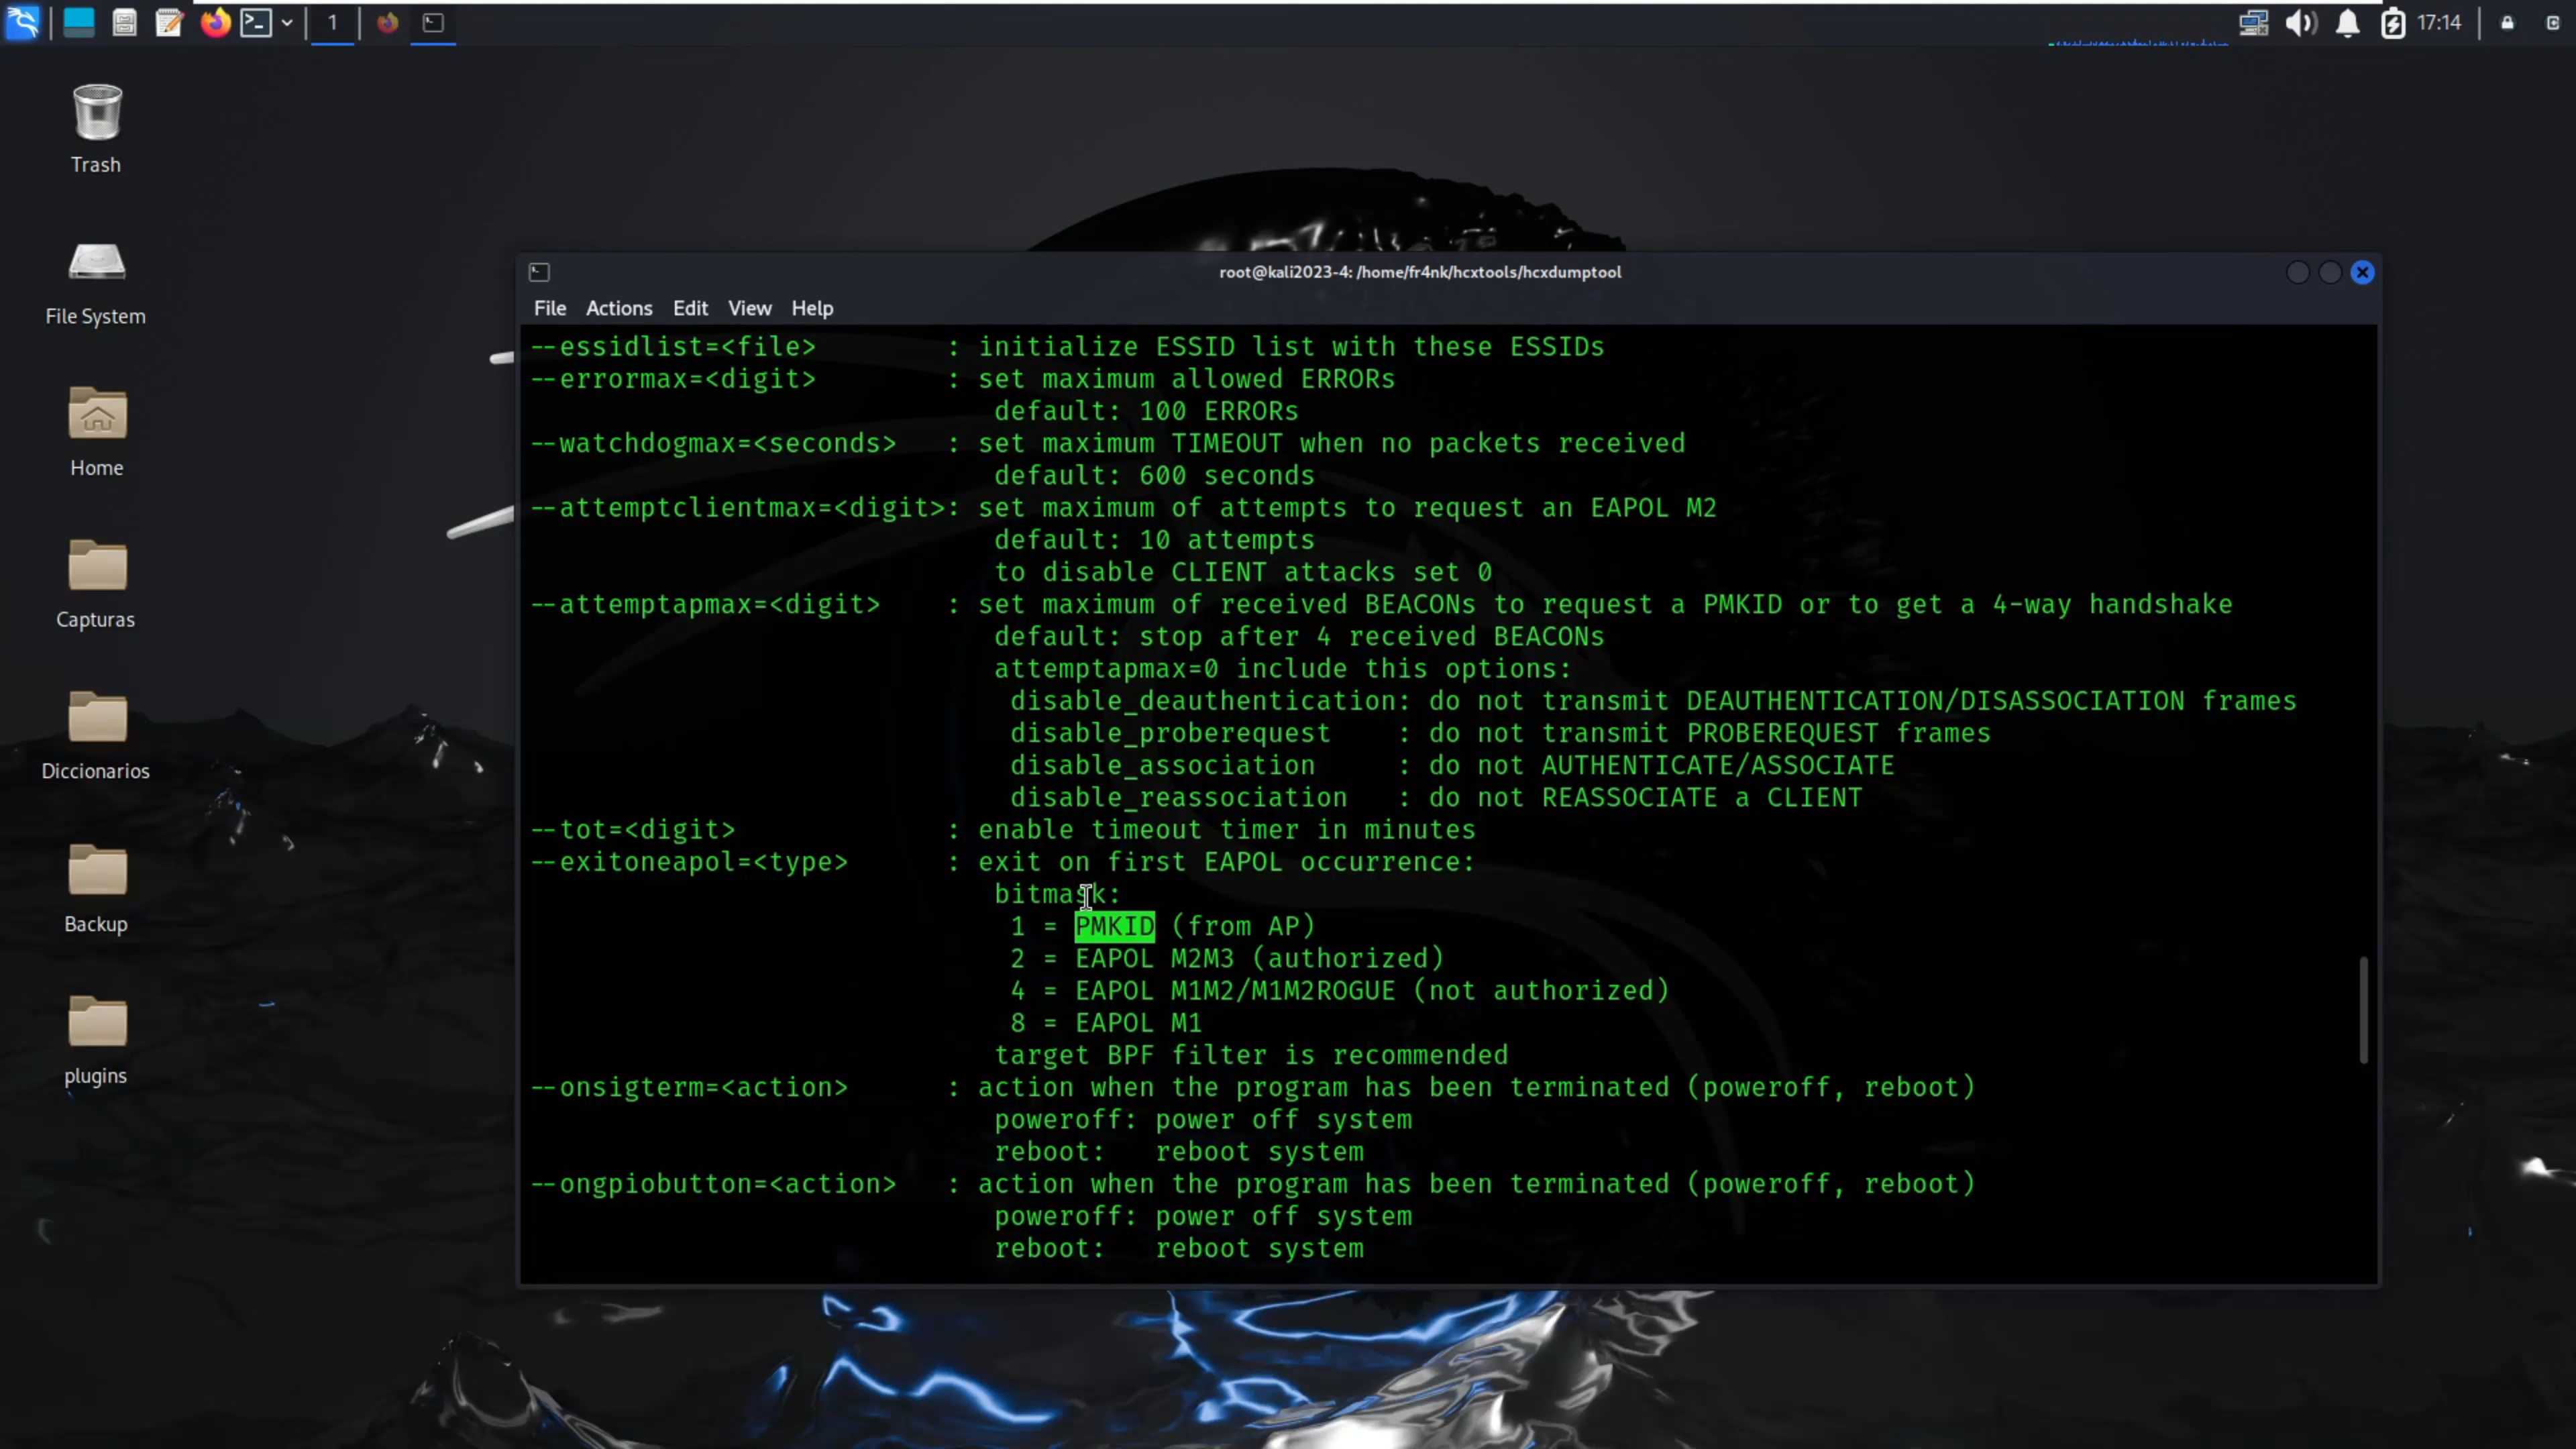 1
17:14
Trash
File System
Home
Capturas
Diccionarios
Backup
plugins
root@kali2023-4: /home/fr4nk/hcxtools/hcxdumptool
File Actions Edit View Help
--essidlist=<file> : initialize ESSID list with these ESSIDs
--errormax=<digit> : set maximum allowed ERRORs
default: 100 ERRORs
--watchdogmax=<seconds> : set maximum TIMEOUT when no packets received
default: 600 seconds
--attemptclientmax=<digit>: set maximum of attempts to request an EAPOL M2
default: 10 attempts
to disable CLIENT attacks set 0
--attemptapmax=<digit> : set maximum of received BEACONs to request a PMKID or to get a 4-way handshake
default: stop after 4 received BEACONs
attemptapmax=0 include this options:
disable_deauthentication: do not transmit DEAUTHENTICATION/DISASSOCIATION frames
disable_proberequest : do not transmit PROBEREQUEST frames
disable_association : do not AUTHENTICATE/ASSOCIATE
disable_reassociation : do not REASSOCIATE a CLIENT
--tot=<digit> : enable timeout timer in minutes
--exitoneapol=<type> : exit on first EAPOL occurrence:
bitmask:
1 = PMKID (from AP)
2 = EAPOL M2M3 (authorized)
4 = EAPOL M1M2/M1M2ROGUE (not authorized)
8 = EAPOL M1
target BPF filter is recommended
--onsigterm=<action> : action when the program has been terminated (poweroff, reboot)
poweroff: power off system
reboot: reboot system
--ongpiobutton=<action> : action when the program has been terminated (poweroff, reboot)
poweroff: power off system
reboot: reboot system